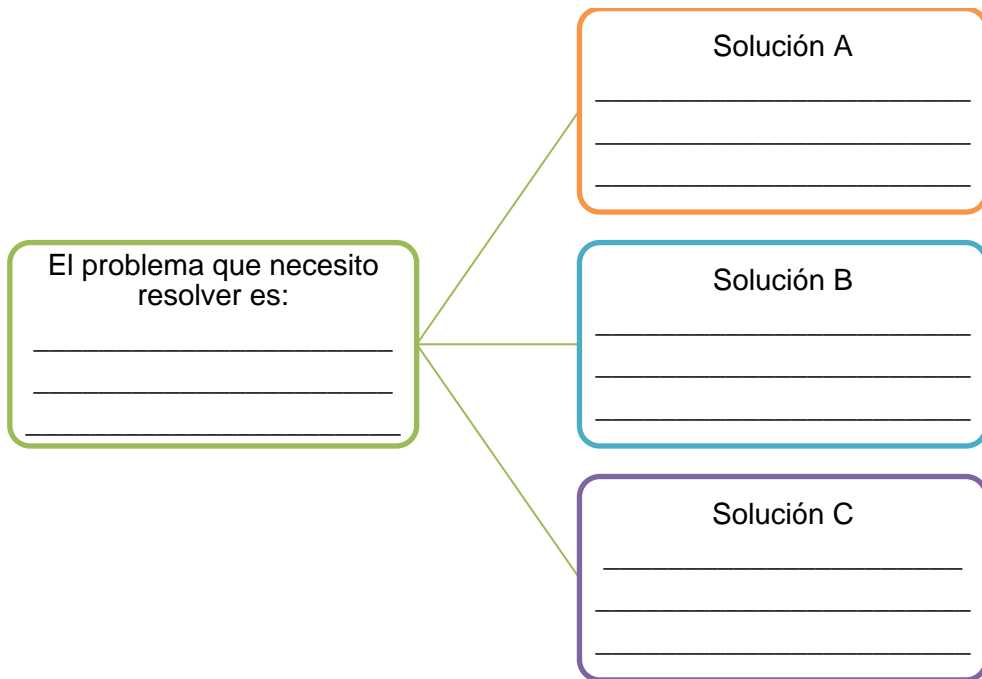 El problema que necesito
resolver es:
Solución A
Solución B
Solución C